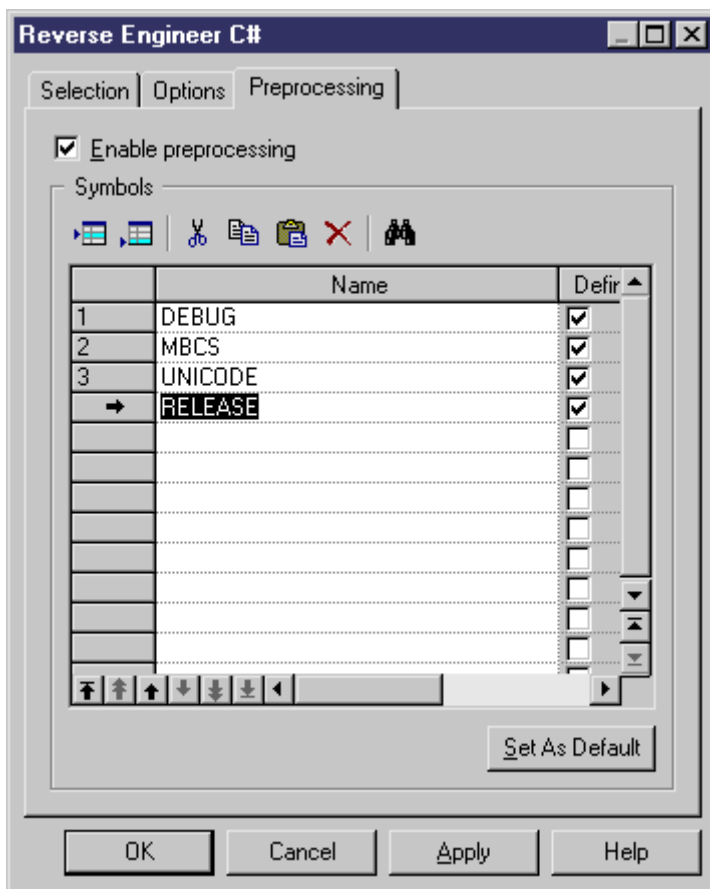 Reverse Engineer C#
Selection Options Preprocessing
Enable preprocessing
Symbols
Name Defin
1 DEBUG
2 MBCS
3 UNICODE
RELEASE
Set As Default
OK Cancel Apply Help